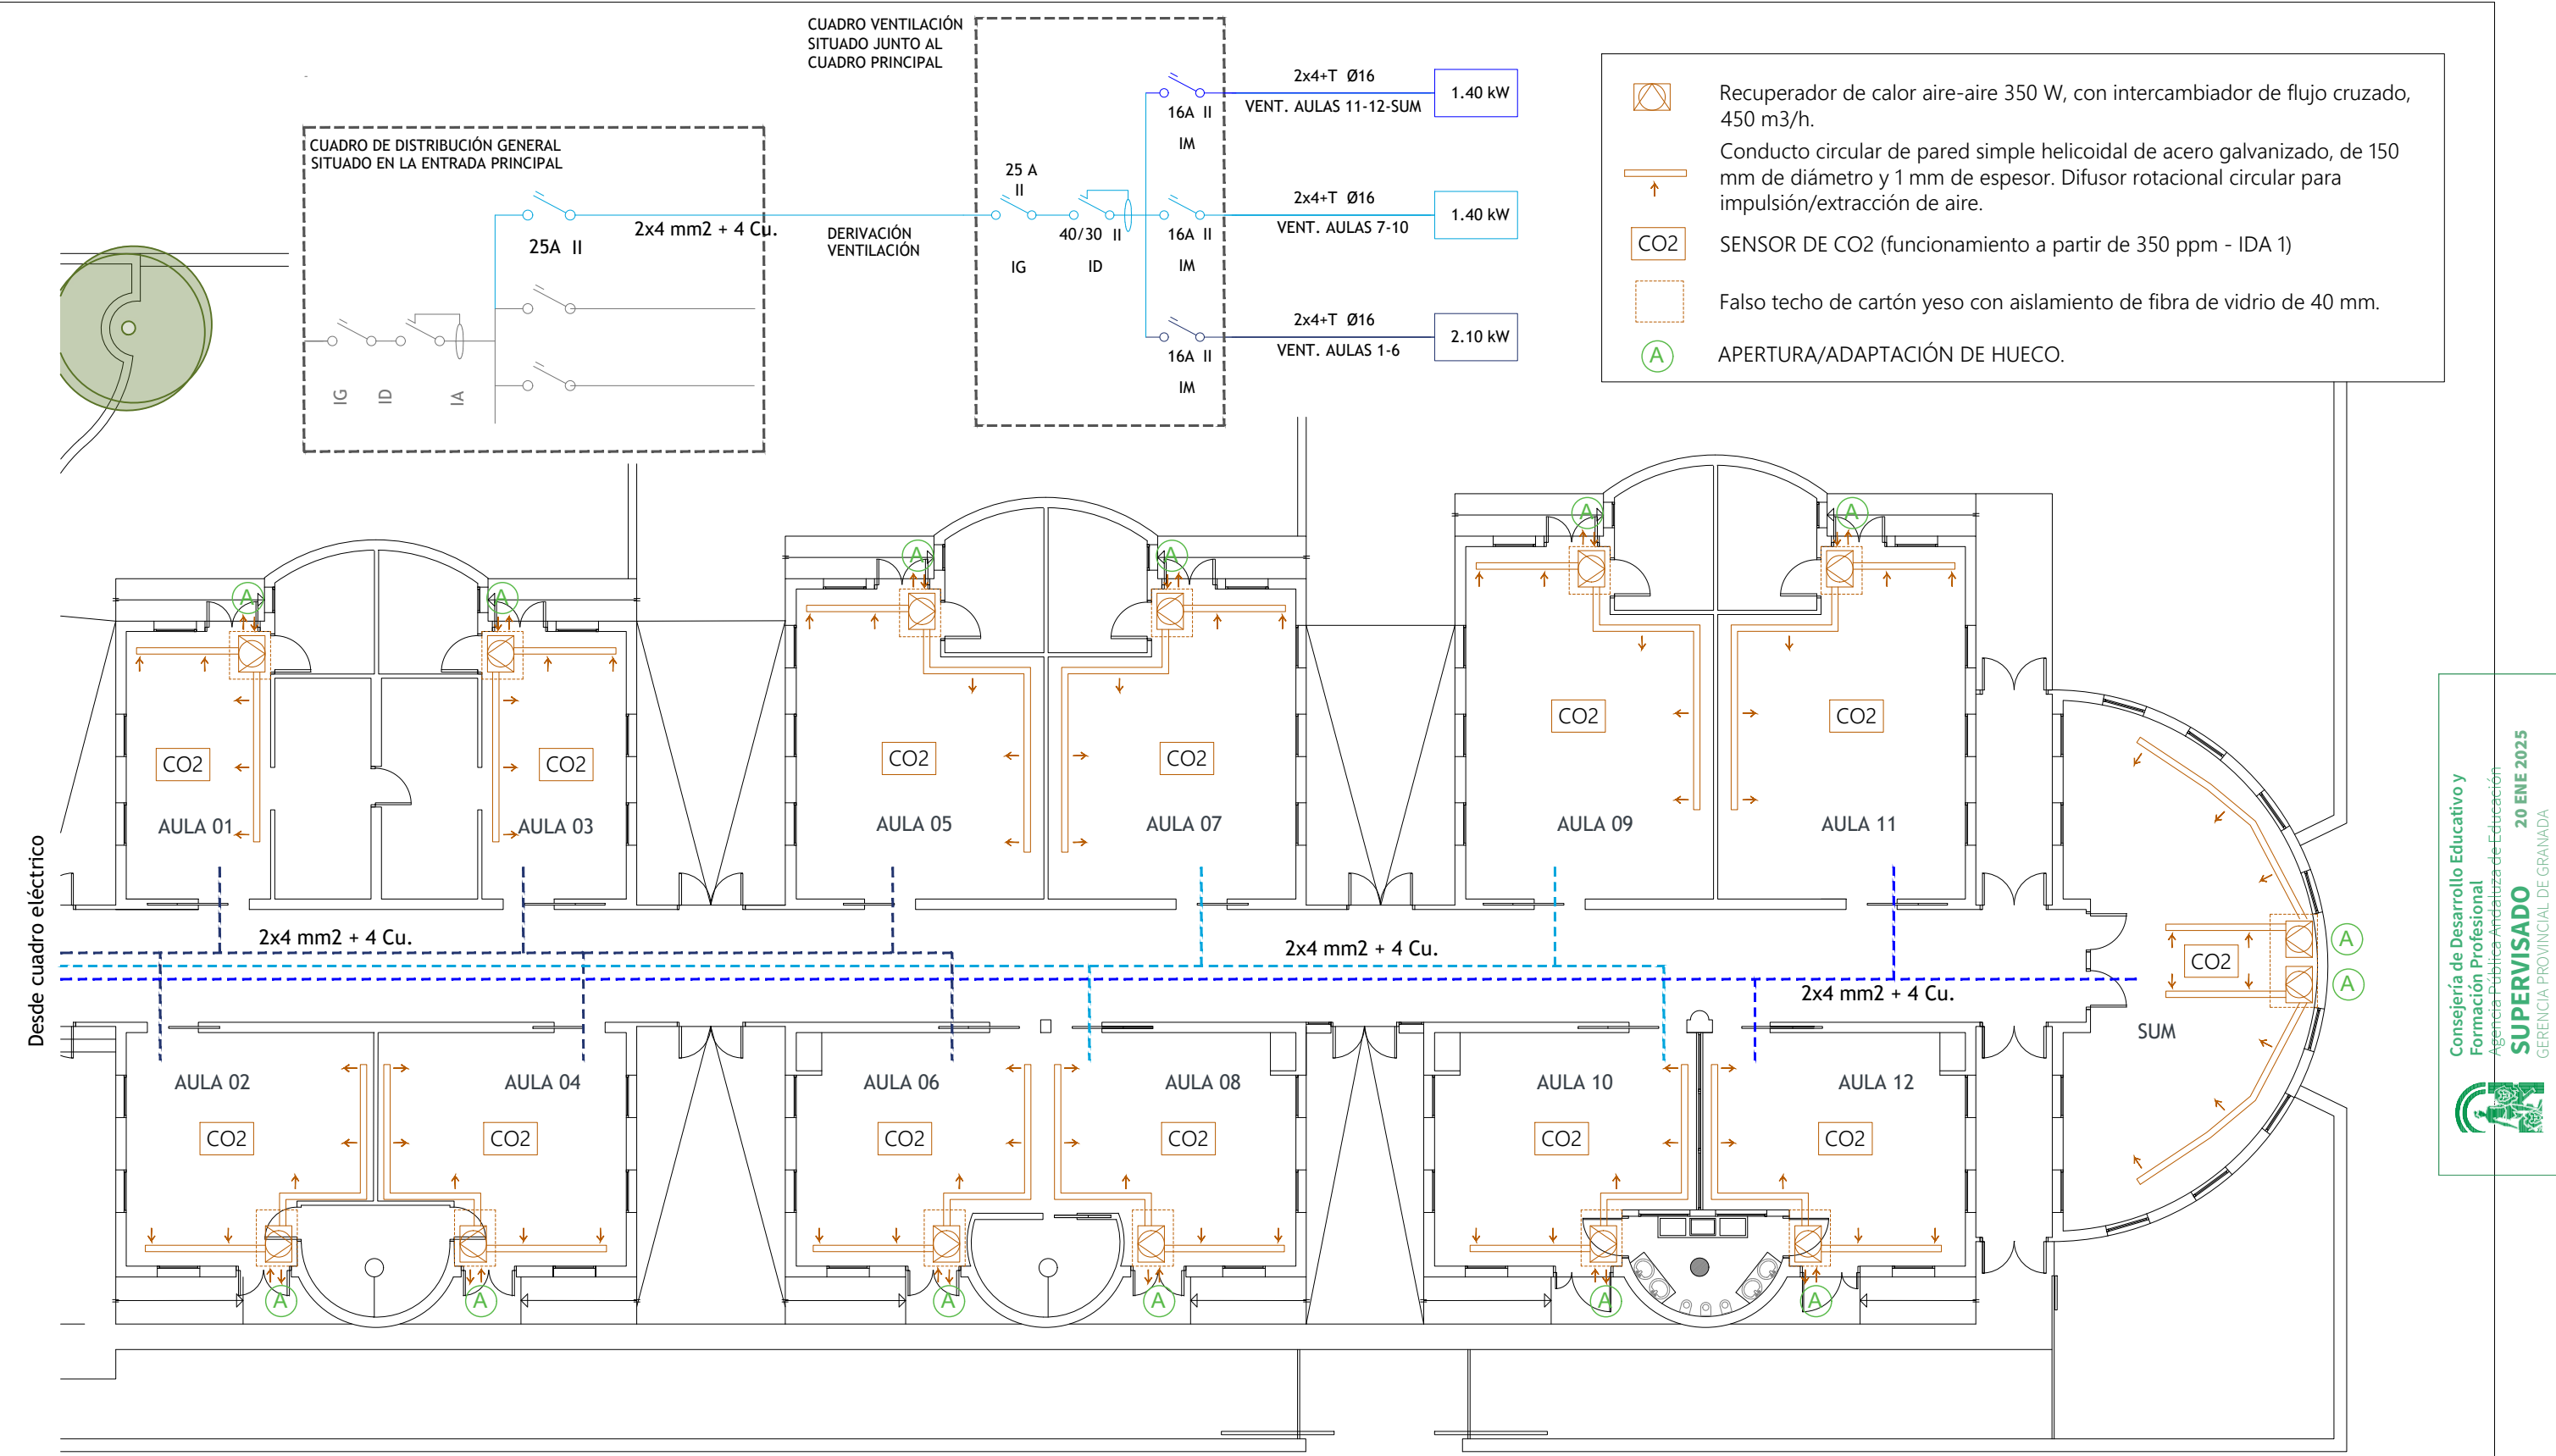 CUADRO VENTILACIÓN
SITUADO JUNTO AL
CUADRO PRINCIPAL
CUADRO DE DISTRIBUCIÓN GENERAL
SITUADO EN LA ENTRADA PRINCIPAL
25A II
2x4 mm2 + 4 Cu.
DERIVACIÓN
VENTILACIÓN
IG
ID
IA
25 A
II
IG
40/30 II
ID
16A II
IM
16A II
IM
16A II
IM
2x4+T Ø16
VENT. AULAS 11-12-SUM
1.40 kW
2x4+T Ø16
VENT. AULAS 7-10
1.40 kW
2x4+T Ø16
VENT. AULAS 1-6
2.10 kW
Recuperador de calor aire-aire 350 W, con intercambiador de flujo cruzado,
450 m3/h.
Conducto circular de pared simple helicoidal de acero galvanizado, de 150
mm de diámetro y 1 mm de espesor. Difusor rotacional circular para
impulsión/extracción de aire.
CO2
SENSOR DE CO2 (funcionamiento a partir de 350 ppm - IDA 1)
Falso techo de cartón yeso con aislamiento de fibra de vidrio de 40 mm.
A
APERTURA/ADAPTACIÓN DE HUECO.
A
A
A
A
A
A
CO2
CO2
CO2
CO2
CO2
CO2
AULA 01
AULA 03
AULA 05
AULA 07
AULA 09
AULA 11
Desde cuadro eléctrico
2x4 mm2 + 4 Cu.
2x4 mm2 + 4 Cu.
2x4 mm2 + 4 Cu.
CO2
A
A
SUM
AULA 02
AULA 04
AULA 06
AULA 08
AULA 10
AULA 12
CO2
CO2
CO2
CO2
CO2
CO2
A
A
A
A
A
A
Consejería de Desarrollo Educativo y
Formación Profesional
Agencia Pública Andaluza de Educación
SUPERVISADO 20 ENE 2025
GERENCIA PROVINCIAL DE GRANADA